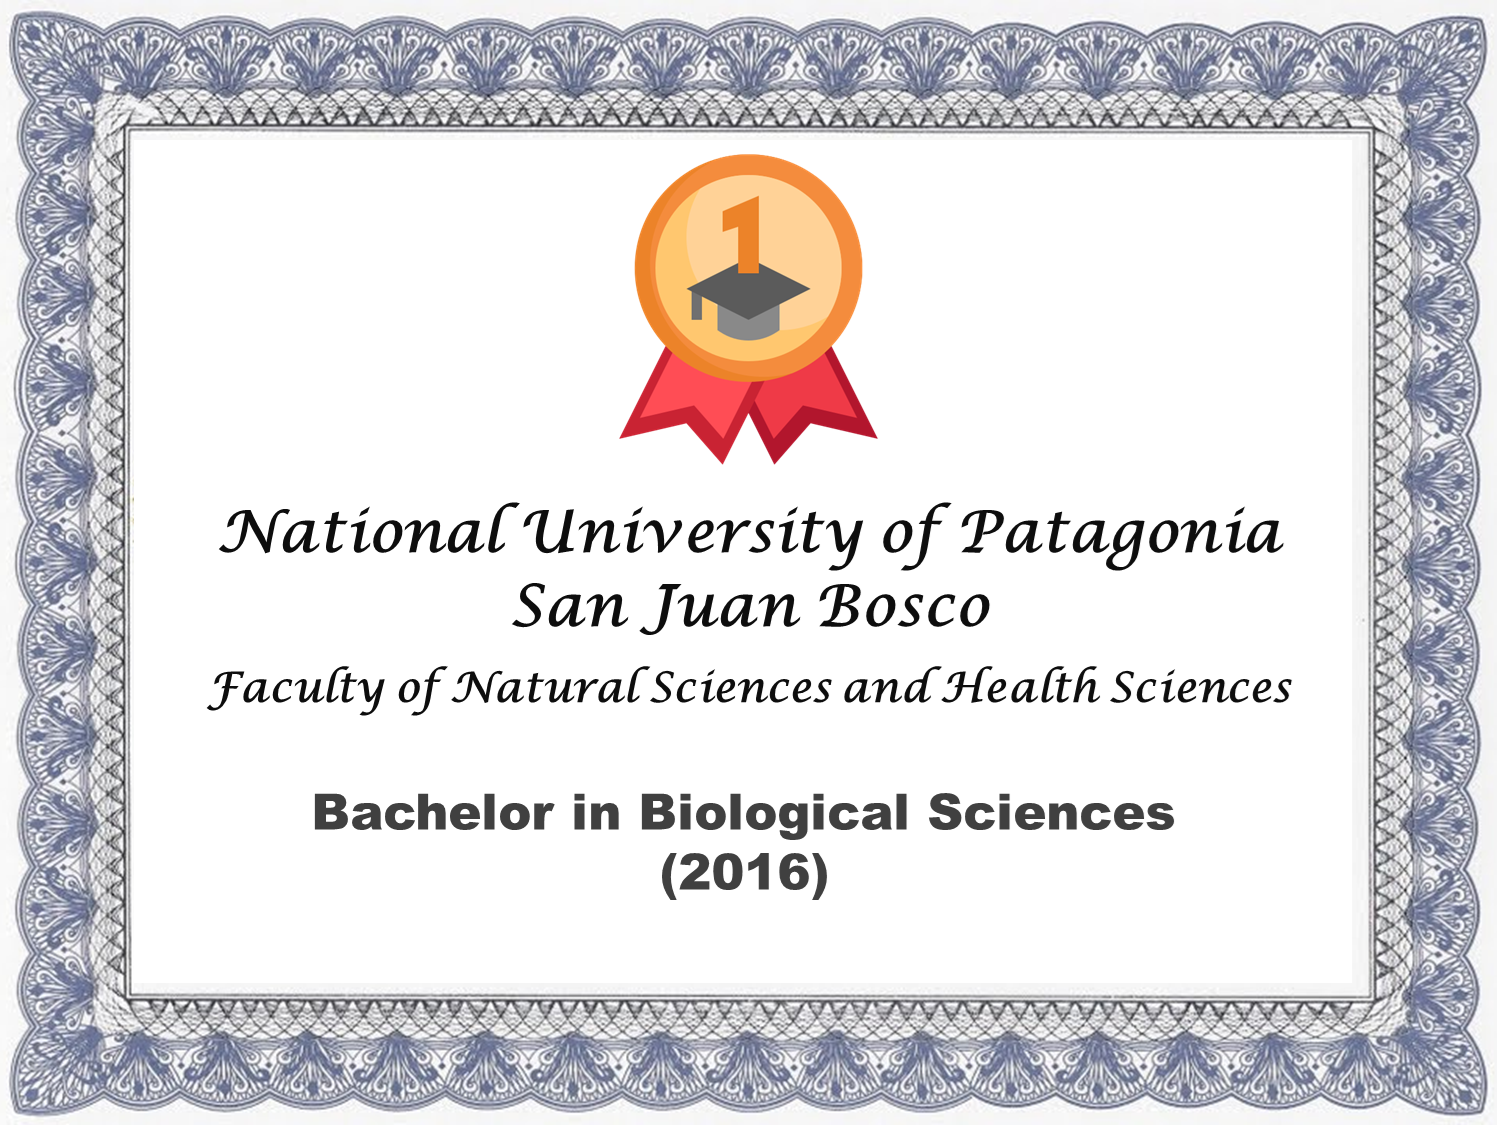 1
National University of Patagonia
San Juan Bosco
Faculty of Natural Sciences and Health Sciences
Bachelor in Biological Sciences
(2016)